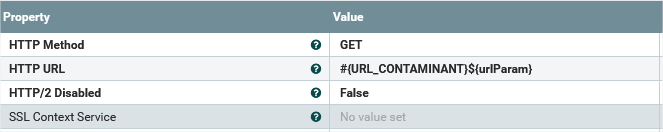 Property Value
HTTP Method ? GET
HTTP URL ? #{URL_CONTAMINANT}${urlParam}
HTTP/2 Disabled ? False
SSL Context Service ? No value set